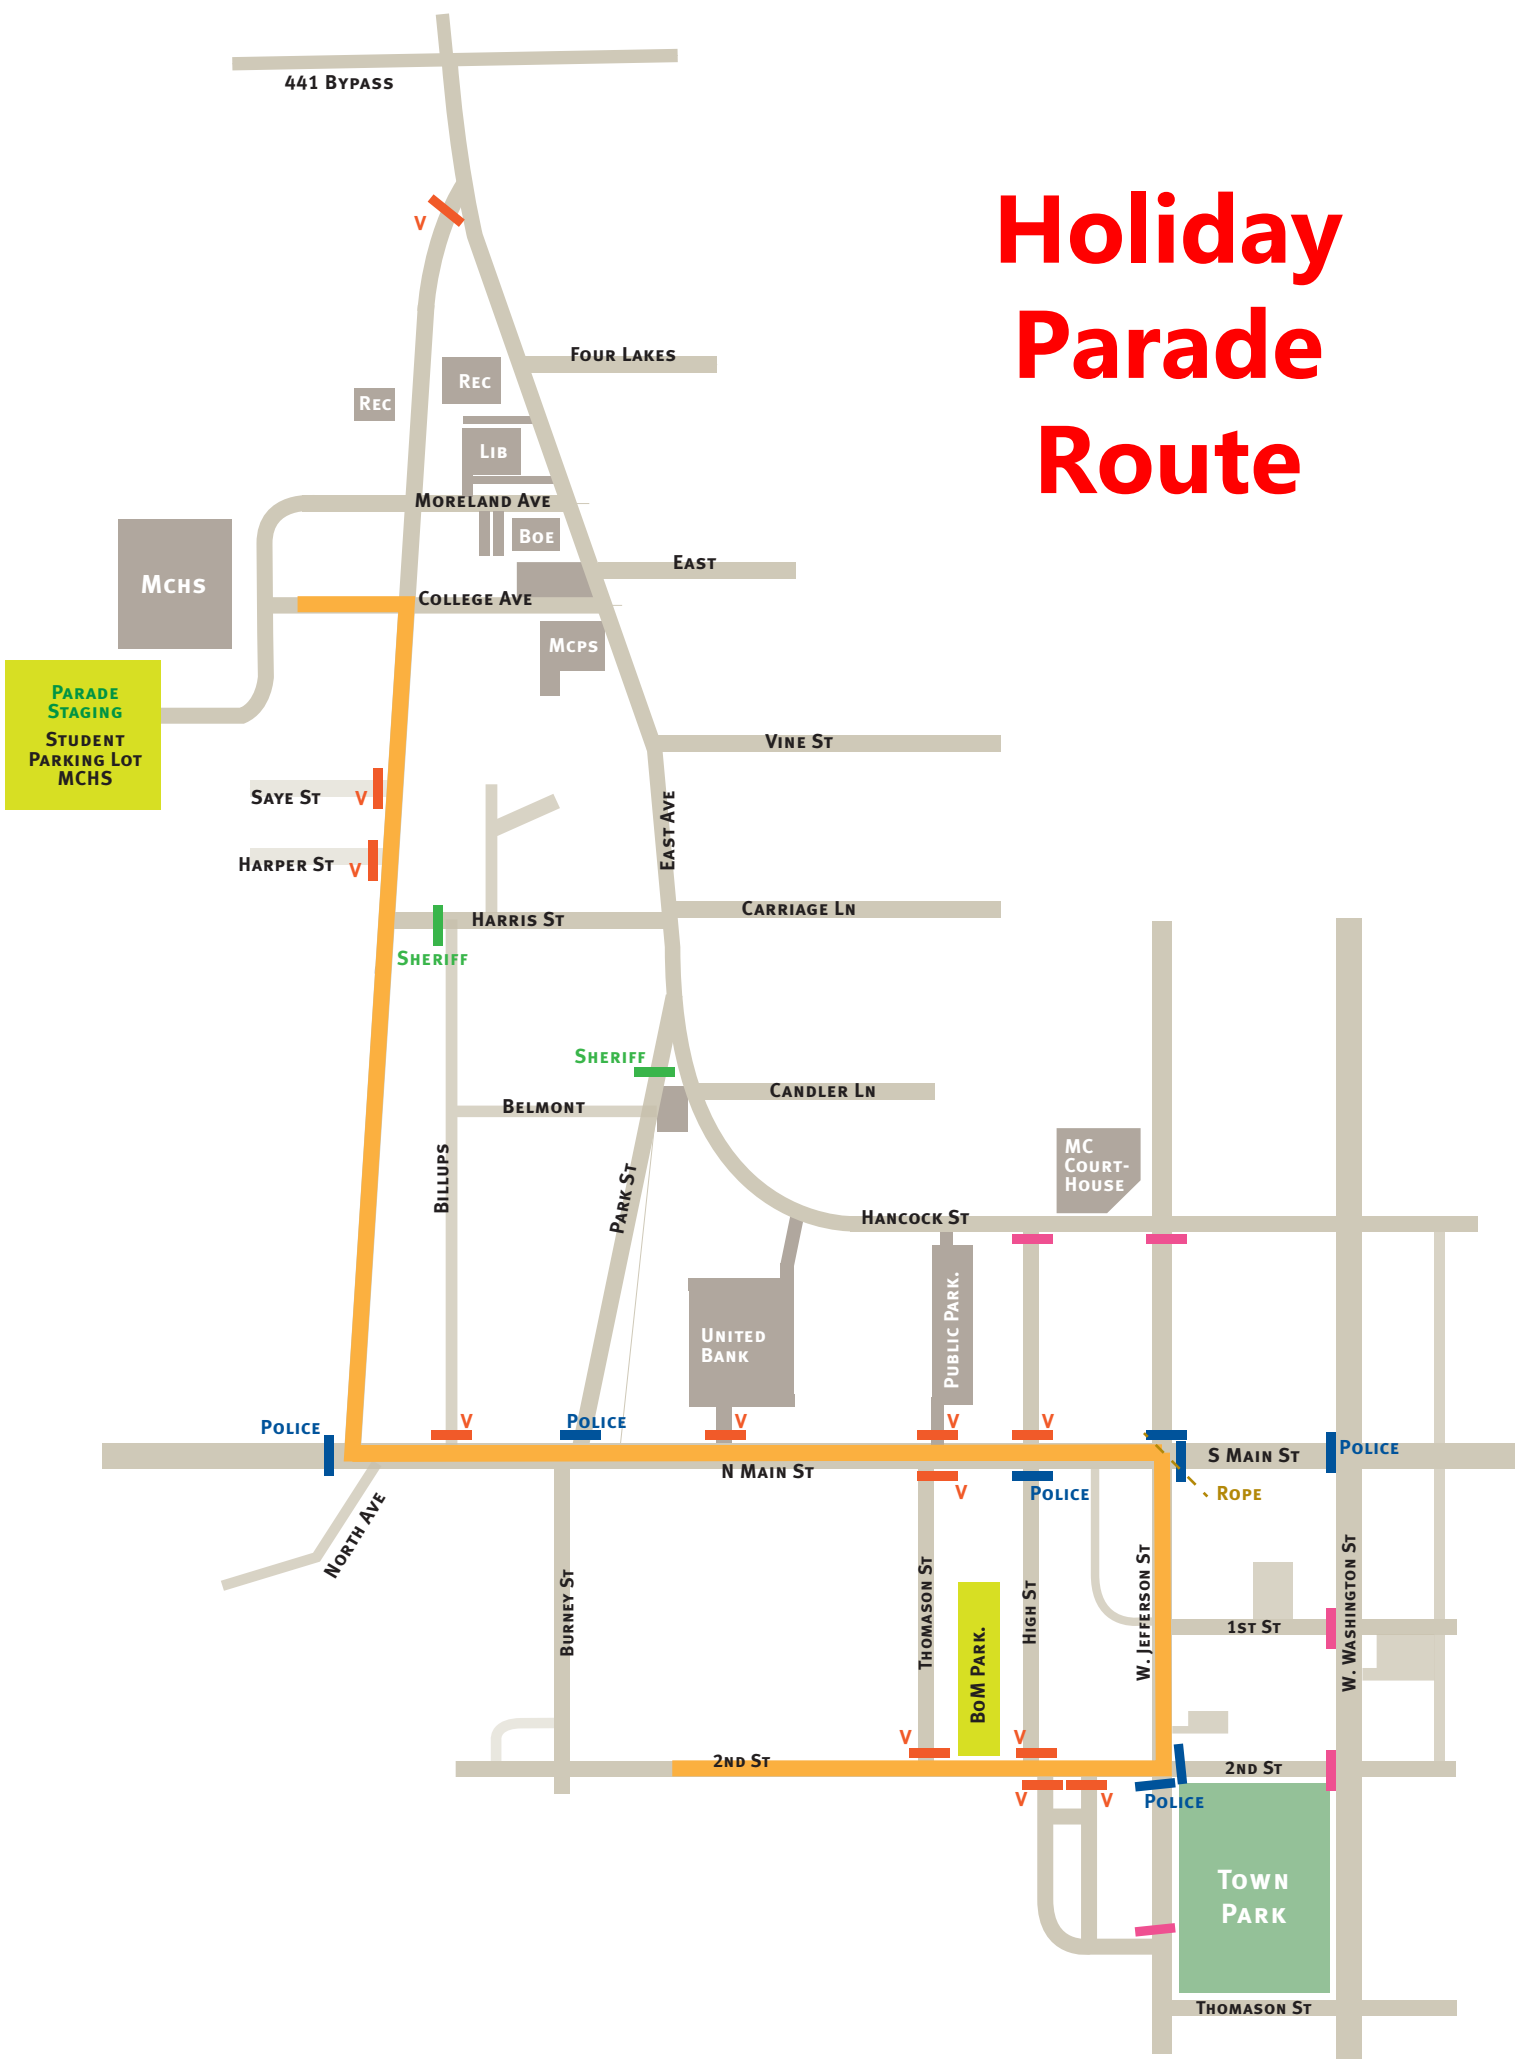 441 Bypass
Holiday
Parade
Route
V
Four Lakes
Rec
Rec
Lib
Moreland Ave
Boe
East
Mchs
College Ave
Mcps
Parade
Staging
Student
Parking Lot
MCHS
Vine St
Saye St
V
East Ave
Harper St
V
Carriage Ln
Harris St
Sheriff
Sheriff
Candler Ln
Belmont
Billups
Park St
MC
Court-
House
Hancock St
Public Park.
United
Bank
Police
V
Police
V
V
V
S Main St
Police
N Main St
V
Police
Rope
North Ave
Burney St
Thomason St
BoM Park.
High St
W. Jefferson St
1st St
W. Washington St
V
V
2nd St
2nd St
V
V
Police
Town
Park
Thomason St